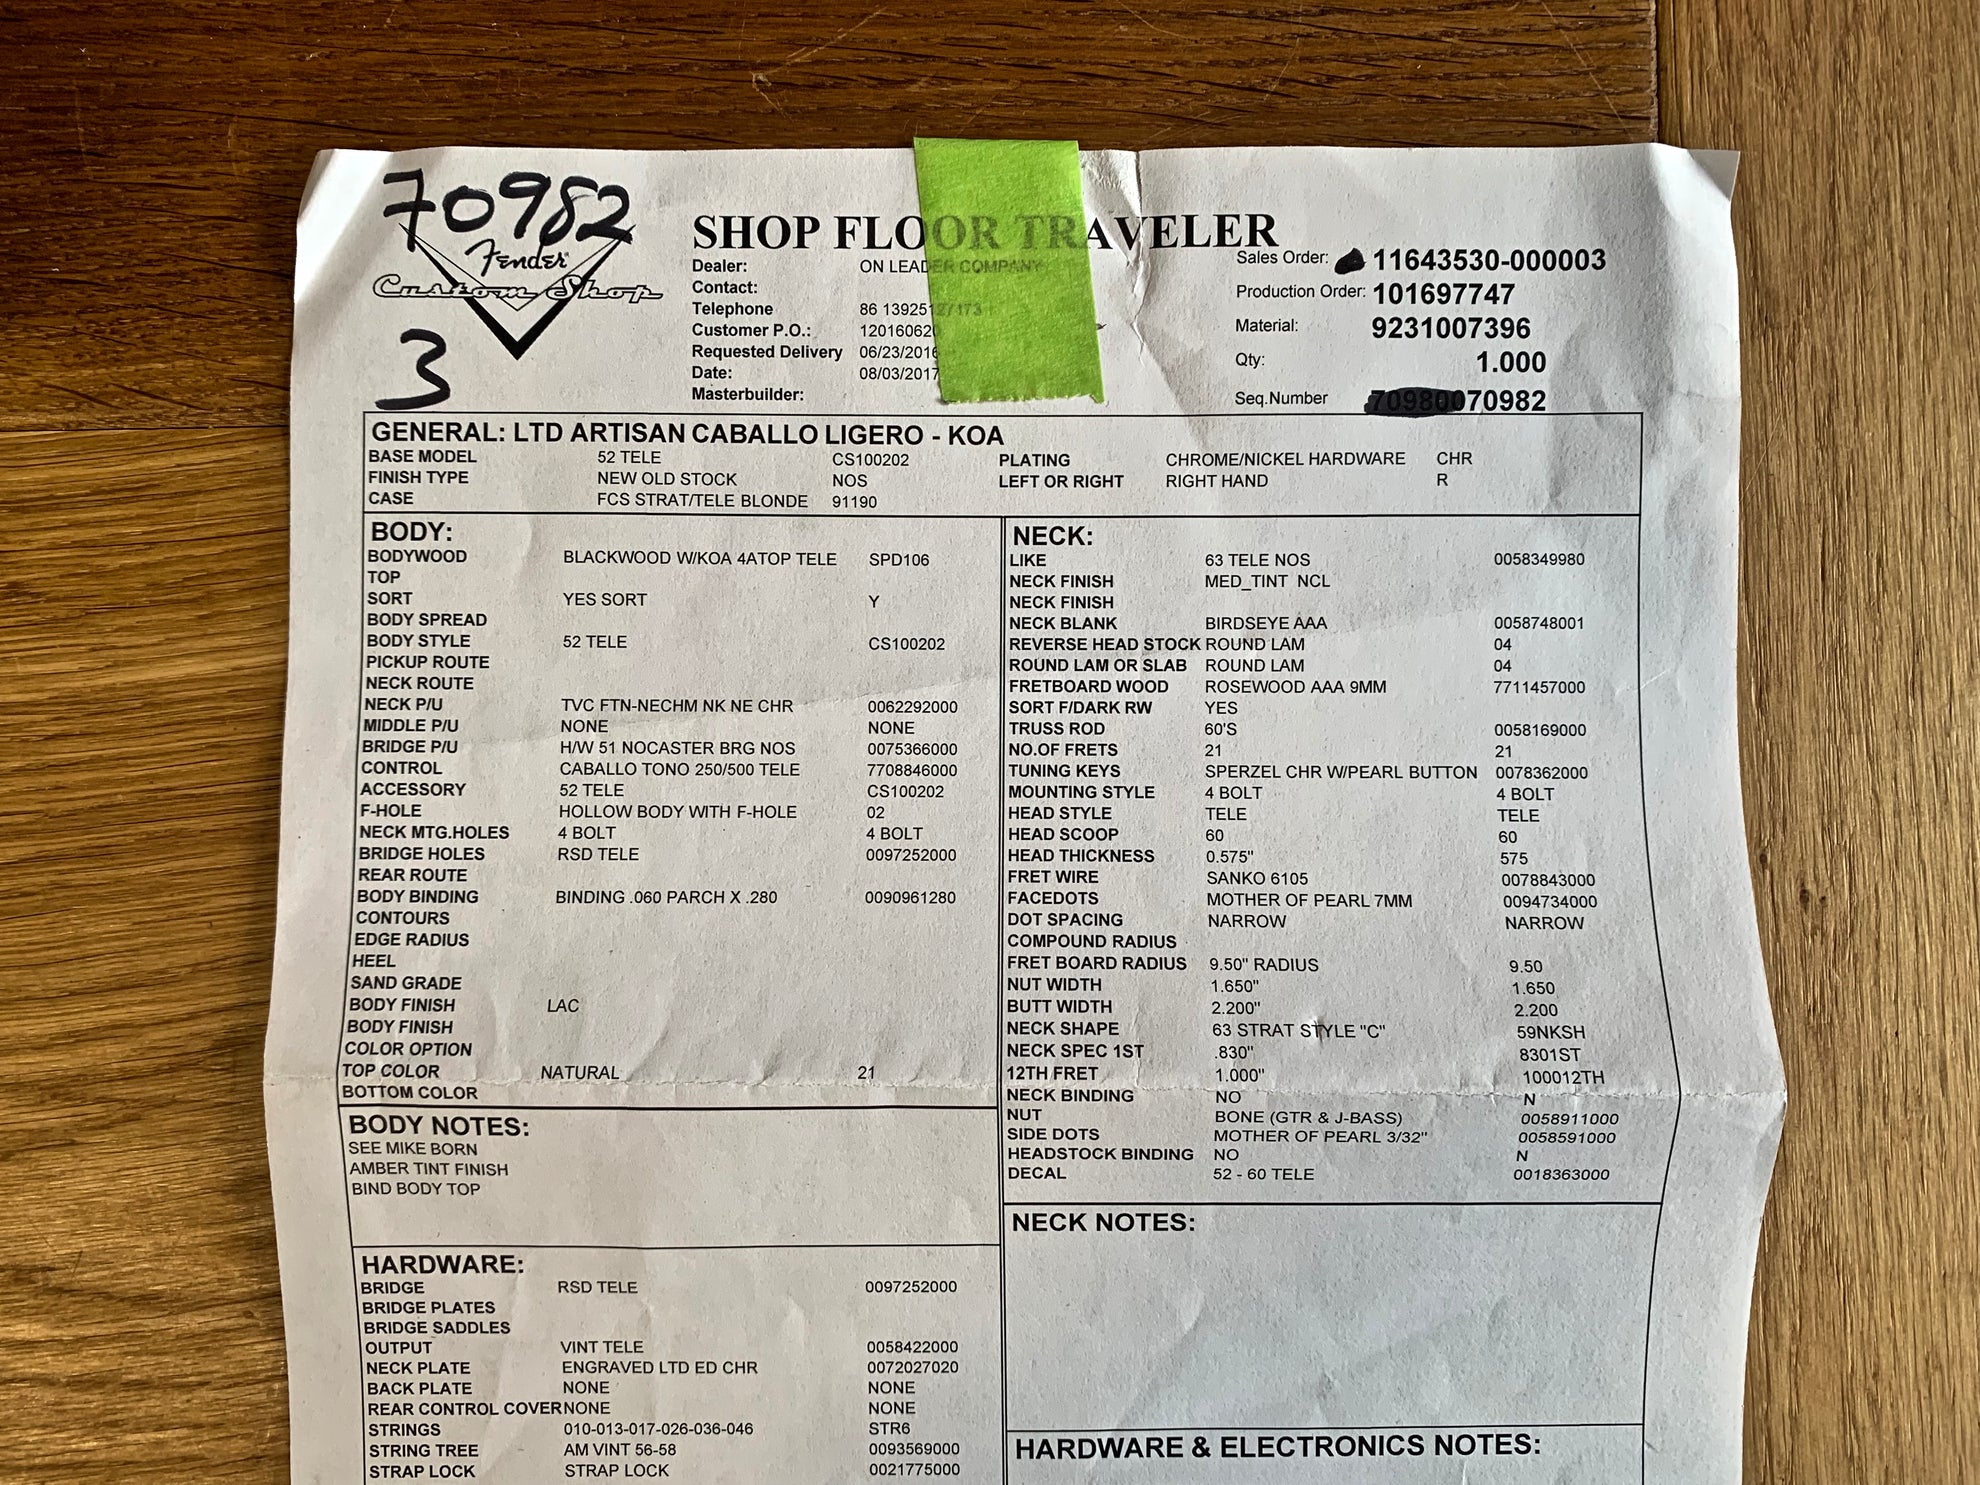 70982
Fender
Custom Shop
3
SHOP FLOOR TRAVELER
Dealer: ON LEADER COMPANY
Contact:
Telephone 86 13925127173
Customer P.O.: 120160620
Requested Delivery 06/23/2016
Date: 08/03/2017
Masterbuilder:
Sales Order: 11643530-000003
Production Order: 101697747
Material: 9231007396
Qty: 1.000
Seq.Number 70980070982
GENERAL: LTD ARTISAN CABALLO LIGERO - KOA
BASE MODEL 52 TELE CS100202 PLATING CHROME/NICKEL HARDWARE CHR
FINISH TYPE NEW OLD STOCK NOS LEFT OR RIGHT RIGHT HAND R
CASE FCS STRAT/TELE BLONDE 91190
BODY:
BODYWOOD BLACKWOOD W/KOA 4ATOP TELE SPD106
TOP
SORT YES SORT Y
BODY SPREAD
BODY STYLE 52 TELE CS100202
PICKUP ROUTE
NECK ROUTE
NECK P/U TVC FTN-NECHM NK NE CHR 0062292000
MIDDLE P/U NONE NONE
BRIDGE P/U H/W 51 NOCASTER BRG NOS 0075366000
CONTROL CABALLO TONO 250/500 TELE 7708846000
ACCESSORY 52 TELE CS100202
F-HOLE HOLLOW BODY WITH F-HOLE 02
NECK MTG.HOLES 4 BOLT 4 BOLT
BRIDGE HOLES RSD TELE 0097252000
REAR ROUTE
BODY BINDING BINDING .060 PARCH X .280 0090961280
CONTOURS
EDGE RADIUS
HEEL
SAND GRADE
BODY FINISH LAC
BODY FINISH
COLOR OPTION
TOP COLOR NATURAL 21
BOTTOM COLOR
BODY NOTES:
SEE MIKE BORN
AMBER TINT FINISH
BIND BODY TOP
HARDWARE:
BRIDGE RSD TELE 0097252000
BRIDGE PLATES
BRIDGE SADDLES
OUTPUT VINT TELE 0058422000
NECK PLATE ENGRAVED LTD ED CHR 0072027020
BACK PLATE NONE NONE
REAR CONTROL COVER NONE NONE
STRINGS 010-013-017-026-036-046 STR6
STRING TREE AM VINT 56-58 0093569000
STRAP LOCK STRAP LOCK 0021775000
NECK:
LIKE 63 TELE NOS 0058349980
NECK FINISH MED_TINT NCL
NECK FINISH
NECK BLANK BIRDSEYE AAA 0058748001
REVERSE HEAD STOCK ROUND LAM 04
ROUND LAM OR SLAB ROUND LAM 04
FRETBOARD WOOD ROSEWOOD AAA 9MM 7711457000
SORT F/DARK RW YES
TRUSS ROD 60'S 0058169000
NO.OF FRETS 21 21
TUNING KEYS SPERZEL CHR W/PEARL BUTTON 0078362000
MOUNTING STYLE 4 BOLT 4 BOLT
HEAD STYLE TELE TELE
HEAD SCOOP 60 60
HEAD THICKNESS 0.575" 575
FRET WIRE SANKO 6105 0078843000
FACEDOTS MOTHER OF PEARL 7MM 0094734000
DOT SPACING NARROW NARROW
COMPOUND RADIUS
FRET BOARD RADIUS 9.50" RADIUS 9.50
NUT WIDTH 1.650" 1.650
BUTT WIDTH 2.200" 2.200
NECK SHAPE 63 STRAT STYLE "C" 59NKSH
NECK SPEC 1ST .830" 8301ST
12TH FRET 1.000" 100012TH
NECK BINDING NO N
NUT BONE (GTR & J-BASS) 0058911000
SIDE DOTS MOTHER OF PEARL 3/32" 0058591000
HEADSTOCK BINDING NO N
DECAL 52 - 60 TELE 0018363000
NECK NOTES:
HARDWARE & ELECTRONICS NOTES: